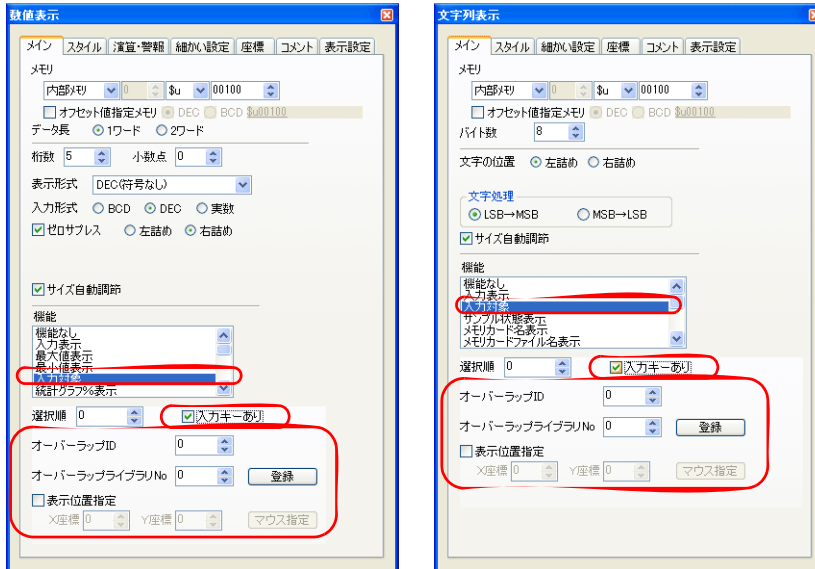 数値表示
メイン スタイル 演算・警報 細かい設定 座標 コメント 表示設定
メモリ
内部メモリ 0 $u 00100
オフセット値指定メモリ DEC BCD $u00100
データ長 1ワード 2ワード
桁数 5 小数点 0
表示形式 DEC(符号なし)
入力形式 BCD DEC 実数
ゼロサプレス 左詰め 右詰め
サイズ自動調節
機能
機能なし
入力表示
最大値表示
最小値表示
入力対象
統計グラフ%表示
選択順 0 入力キーあり
オーバーラップID 0
オーバーラップライブラリNo 0 登録
表示位置指定
X座標 0 Y座標 0 マウス指定
文字列表示
メイン スタイル 細かい設定 座標 コメント 表示設定
メモリ
内部メモリ 0 $u 00100
オフセット値指定メモリ DEC BCD $u00100
バイト数 8
文字の位置 左詰め 右詰め
文字処理
LSB→MSB MSB→LSB
サイズ自動調節
機能
機能なし
入力表示
入力対象
サンプル状態表示
メモリカード名表示
メモリカードファイル名表示
選択順 0 入力キーあり
オーバーラップID 0
オーバーラップライブラリNo 0 登録
表示位置指定
X座標 0 Y座標 0 マウス指定